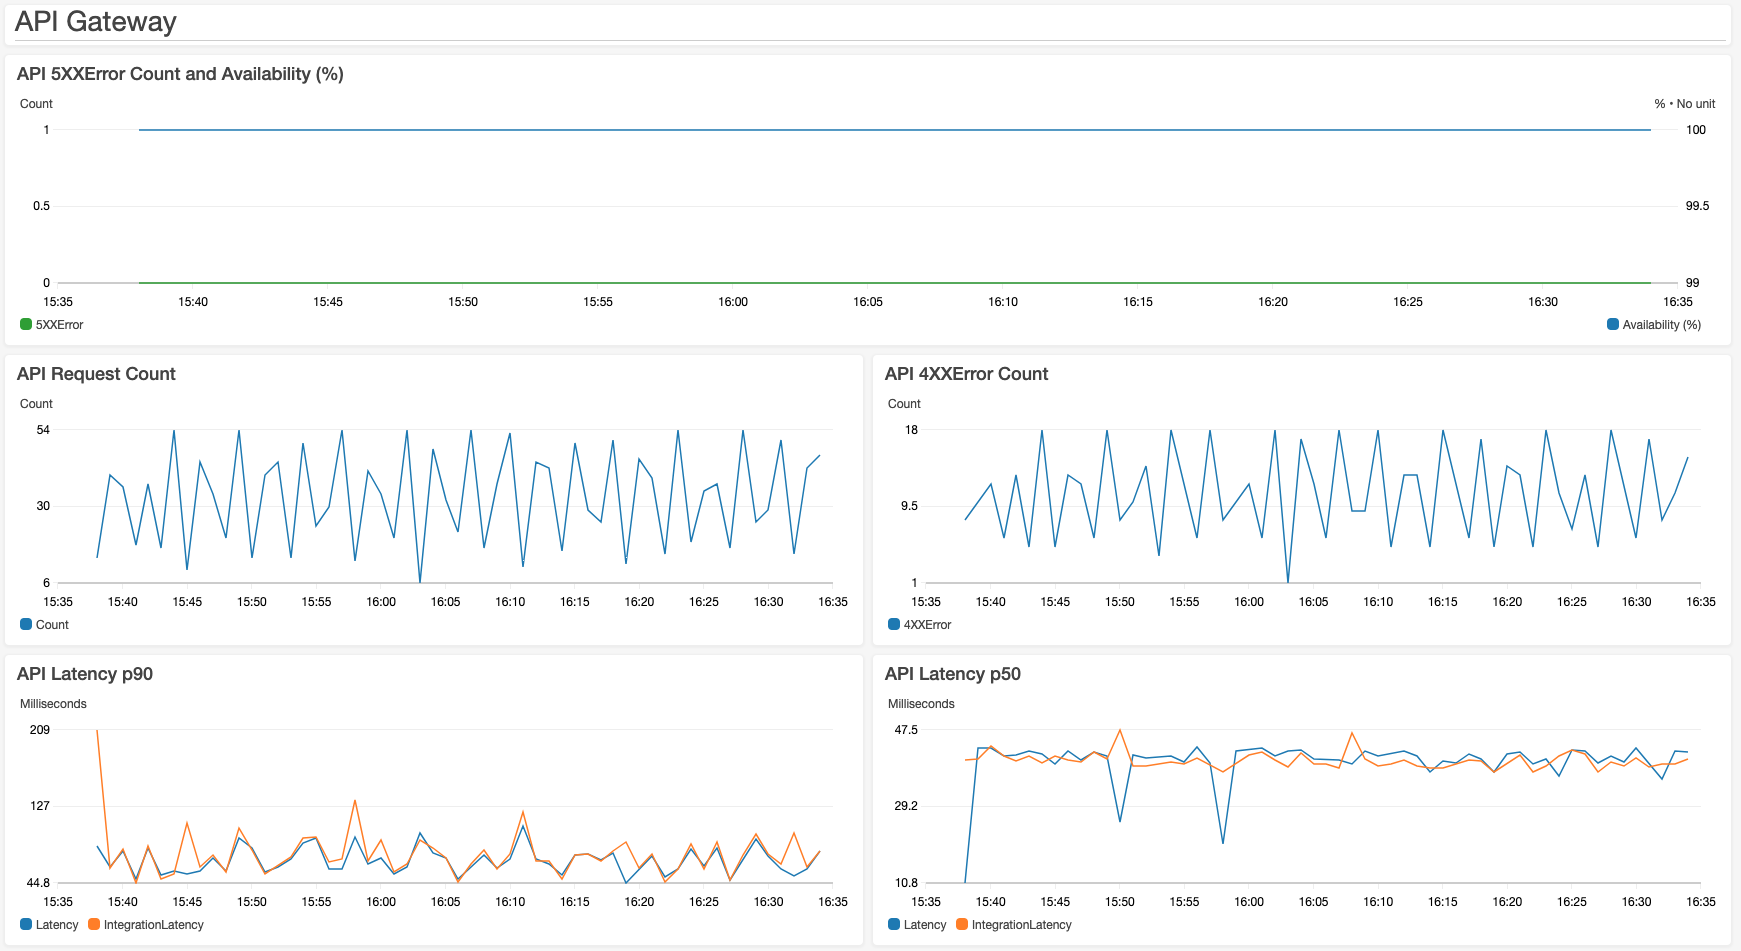 API Gateway
API 5XXError Count and Availability (%)
Count % • No unit
1 100
0.5 99.5
0 99
15:35 15:40 15:45 15:50 15:55 16:00 16:05 16:10 16:15 16:20 16:25 16:30 16:35
5XXError Availability (%)
API Request Count
Count
54
30
6
15:35 15:40 15:45 15:50 15:55 16:00 16:05 16:10 16:15 16:20 16:25 16:30 16:35
Count
API 4XXError Count
Count
18
9.5
1
15:35 15:40 15:45 15:50 15:55 16:00 16:05 16:10 16:15 16:20 16:25 16:30 16:35
4XXError
API Latency p90
Milliseconds
209
127
44.8
15:35 15:40 15:45 15:50 15:55 16:00 16:05 16:10 16:15 16:20 16:25 16:30 16:35
Latency IntegrationLatency
API Latency p50
Milliseconds
47.5
29.2
10.8
15:35 15:40 15:45 15:50 15:55 16:00 16:05 16:10 16:15 16:20 16:25 16:30 16:35
Latency IntegrationLatency